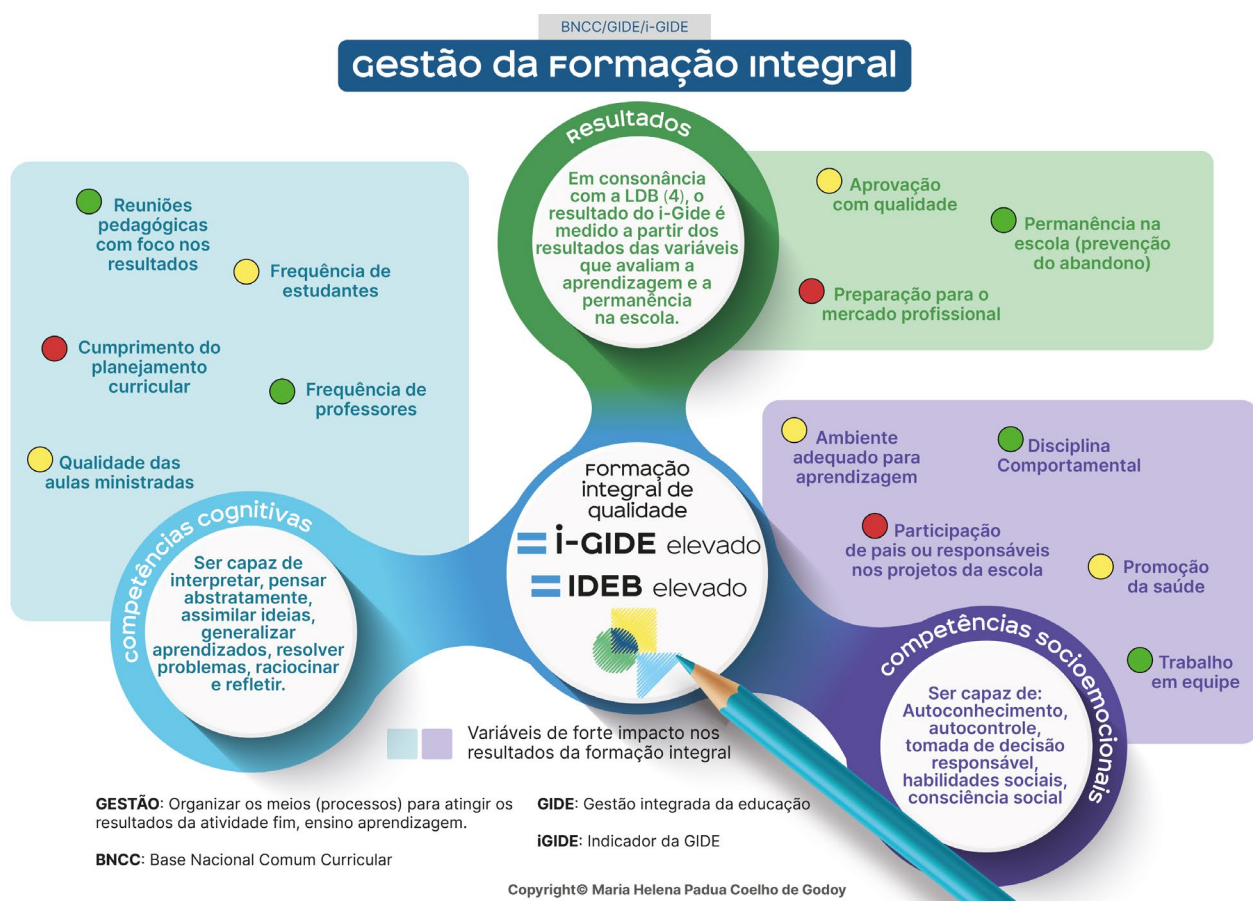 BNCC/GIDE/i-GIDE
Gestão da Formação Integral
Resultados
Em consonância
com a LDB (4), o
resultado do i-Gide é
medido a partir dos
resultados das variáveis
que avaliam a
aprendizagem e a
permanência
na escola.
Aprovação
com qualidade
Permanência na
escola (prevenção
do abandono)
Preparação para o
mercado profissional
Reuniões
pedagógicas
com foco nos
resultados
Frequência de
estudantes
Cumprimento do
planejamento
curricular
Frequência de
professores
Qualidade das
aulas ministradas
competências cognitivas
Ser capaz de
interpretar, pensar
abstratamente,
assimilar ideias,
generalizar
aprendizados, resolver
problemas, raciocinar
e refletir.
Formação
integral de
qualidade
= i-GIDE elevado
= IDEB elevado
Ambiente
adequado para
aprendizagem
Disciplina
Comportamental
Participação
de pais ou responsáveis
nos projetos da escola
Promoção
da saúde
Trabalho
em equipe
competências socioemocionais
Ser capaz de:
Autoconhecimento,
autocontrole,
tomada de decisão
responsável,
habilidades sociais,
consciência social
Variáveis de forte impacto nos
resultados da formação integral
GESTÃO: Organizar os meios (processos) para atingir os
resultados da atividade fim, ensino aprendizagem.
BNCC: Base Nacional Comum Curricular
GIDE: Gestão integrada da educação
iGIDE: Indicador da GIDE
Copyright© Maria Helena Padua Coelho de Godoy